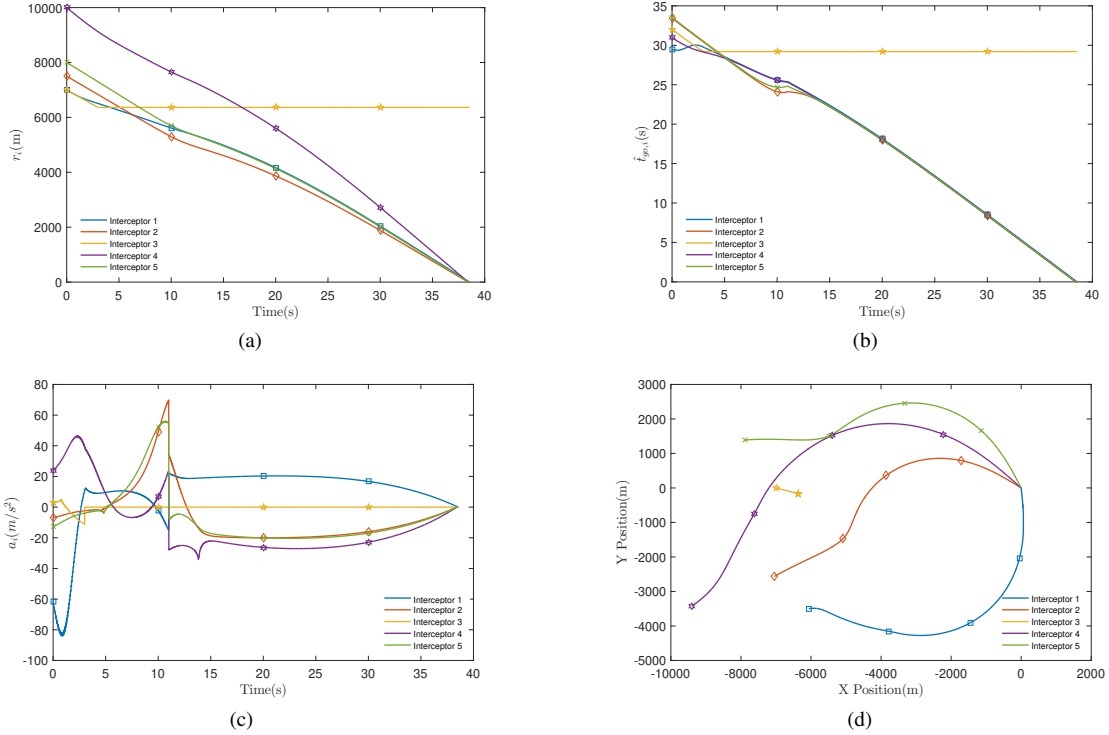 10000
8000
6000
4000
2000
0
r_i(m)
Interceptor 1
Interceptor 2
Interceptor 3
Interceptor 4
Interceptor 5
0 5 10 15 20 25 30 35 40
Time(s)
(a)
35
30
25
20
15
10
5
0
t̂_{go,i}(s)
Interceptor 1
Interceptor 2
Interceptor 3
Interceptor 4
Interceptor 5
0 5 10 15 20 25 30 35 40
Time(s)
(b)
80
60
40
20
0
-20
-40
-60
-80
-100
a_i(m/s^2)
Interceptor 1
Interceptor 2
Interceptor 3
Interceptor 4
Interceptor 5
0 5 10 15 20 25 30 35 40
Time(s)
(c)
3000
2000
1000
0
-1000
-2000
-3000
-4000
-5000
Y Position(m)
Interceptor 1
Interceptor 2
Interceptor 3
Interceptor 4
Interceptor 5
-10000 -8000 -6000 -4000 -2000 0 2000
X Position(m)
(d)